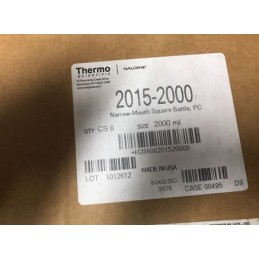 Thermo
SCIENTIFIC
NALGENE
2015-2000
Narrow-Mouth Square Bottle, PC
QTY CS 6 SIZE 2000 ml
MADE IN USA
LOT 1012612
CASE 00495 D9